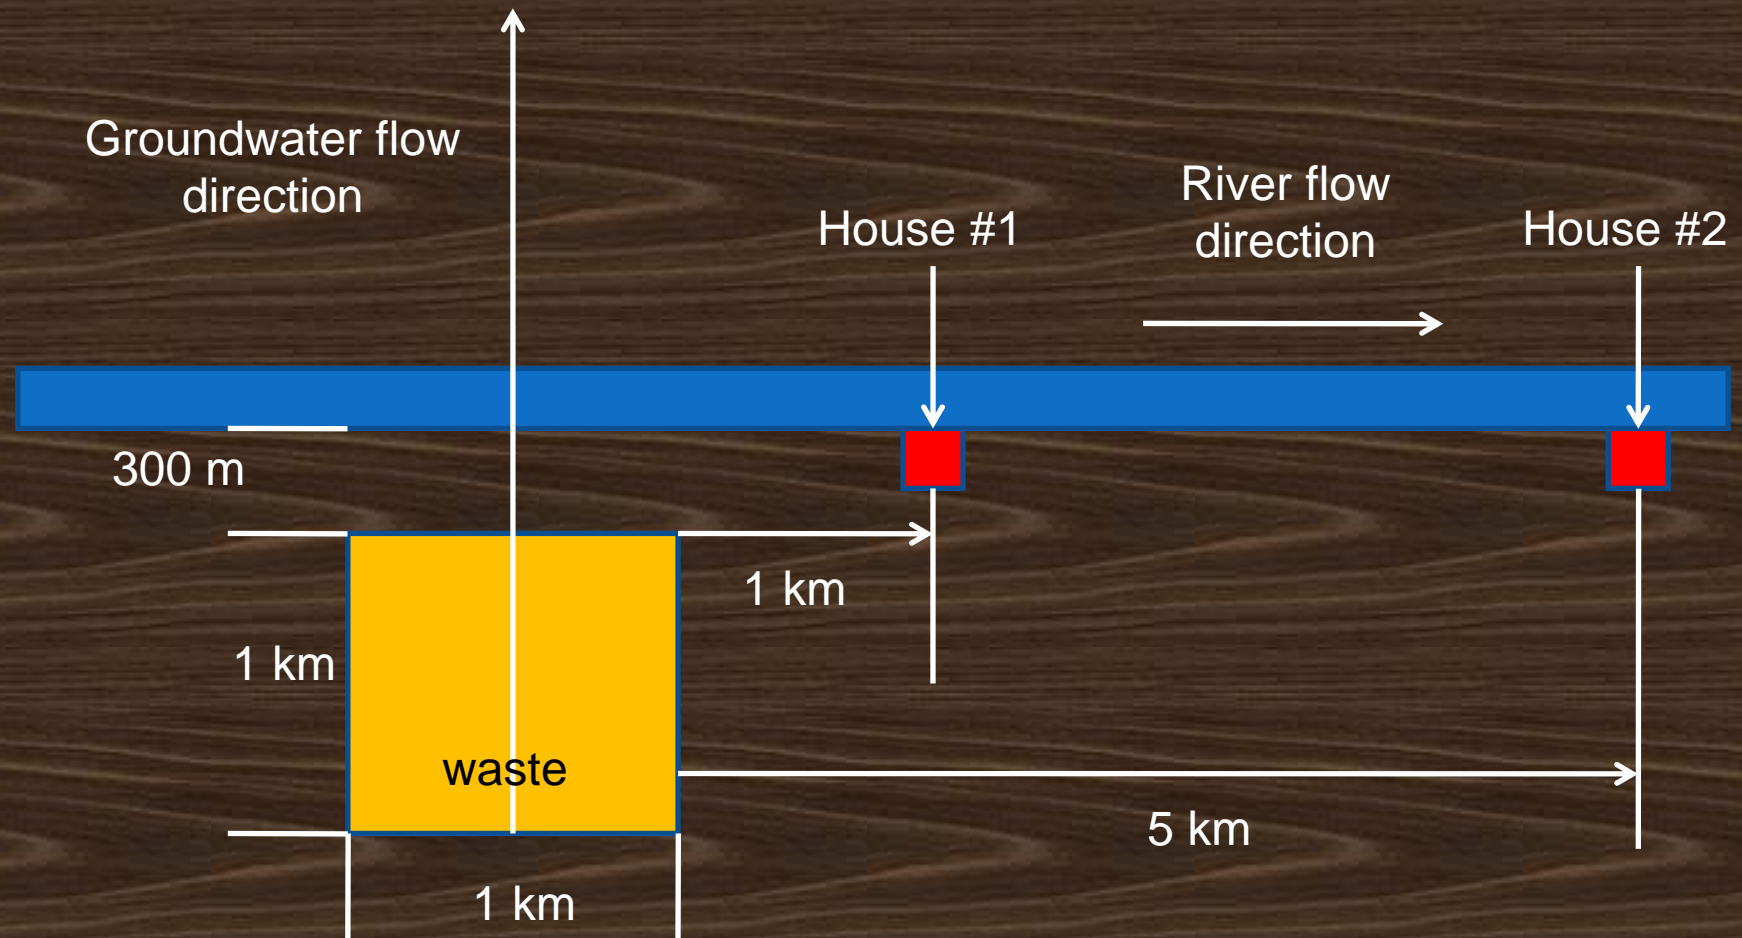 Groundwater flow
direction
River flow
direction
House #1
House #2
300 m
1 km
1 km
waste
5 km
1 km